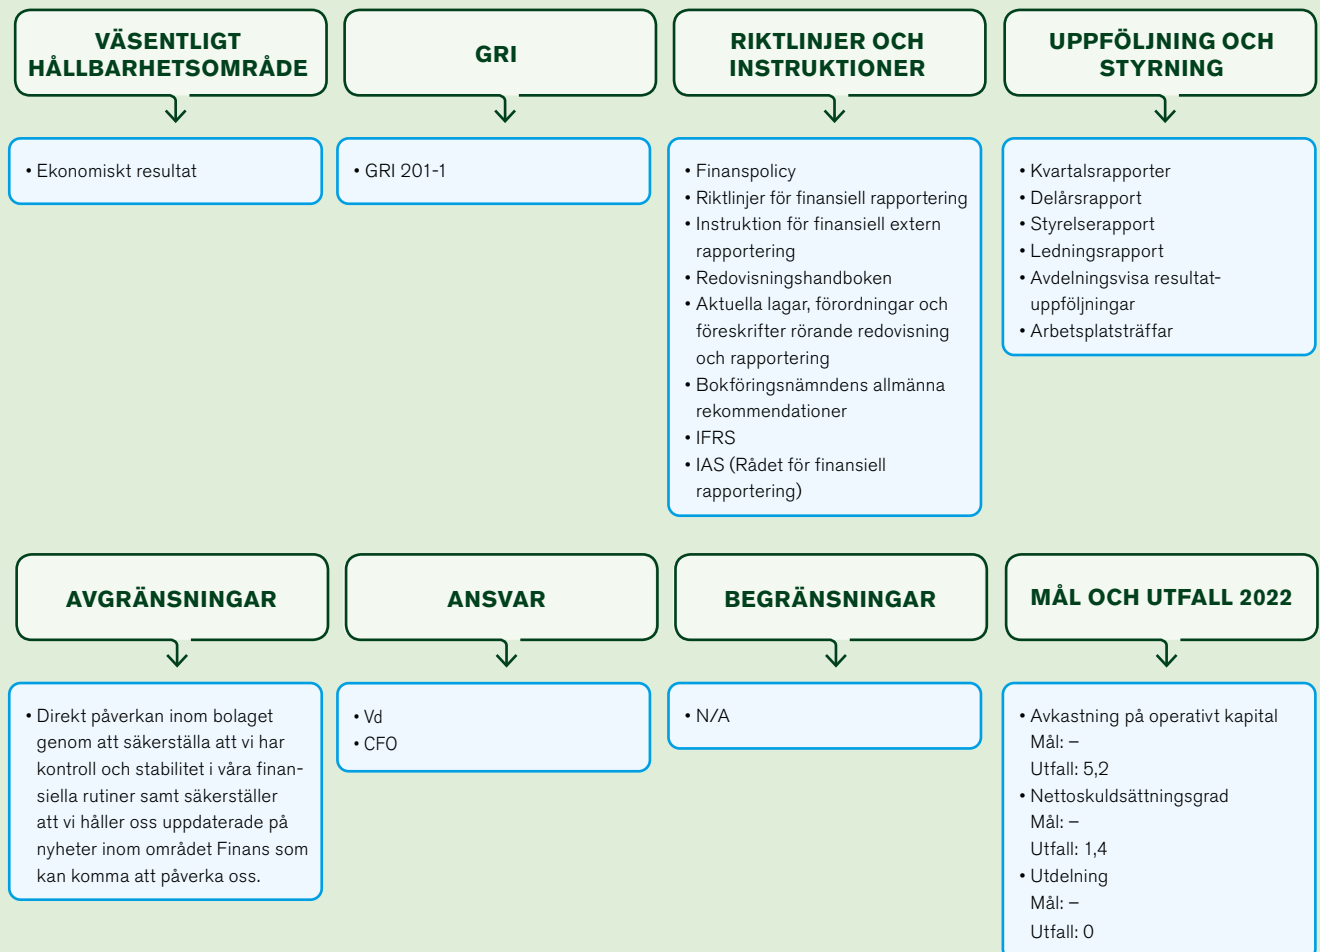 VÄSENTLIGT
HÅLLBARHETSOMRÅDE
• Ekonomiskt resultat
GRI
• GRI 201-1
RIKTLINJER OCH
INSTRUKTIONER
• Finanspolicy
• Riktlinjer för finansiell rapportering
• Instruktion för finansiell extern
rapportering
• Redovisningshandboken
• Aktuella lagar, förordningar och
föreskrifter rörande redovisning
och rapportering
• Bokföringsnämndens allmänna
rekommendationer
• IFRS
• IAS (Rådet för finansiell
rapportering)
UPPFÖLJNING OCH
STYRNING
• Kvartalsrapporter
• Delårsrapport
• Styrelserapport
• Ledningsrapport
• Avdelningsvisa resultat-
uppföljningar
• Arbetsplatsträffar
AVGRÄNSNINGAR
• Direkt påverkan inom bolaget
genom att säkerställa att vi har
kontroll och stabilitet i våra finan-
siella rutiner samt säkerställer
att vi håller oss uppdaterade på
nyheter inom området Finans som
kan komma att påverka oss.
ANSVAR
• Vd
• CFO
BEGRÄNSNINGAR
• N/A
MÅL OCH UTFALL 2022
• Avkastning på operativt kapital
Mål: –
Utfall: 5,2
• Nettoskuldsättningsgrad
Mål: –
Utfall: 1,4
• Utdelning
Mål: –
Utfall: 0